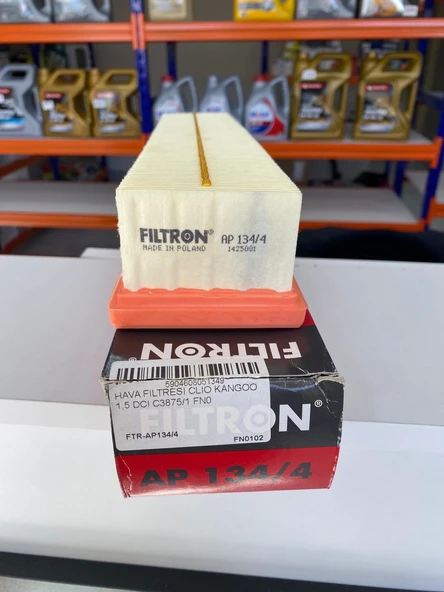 FILTRON® AP 134/4
MADE IN POLAND 1425001
FILTRON
5904608051349
HAVA FILTRESI CLIO KANGOO
1,5 DCI C3875/1 FN0
FTR-AP134/4 FN0102
FILTRON®
AP 134/4